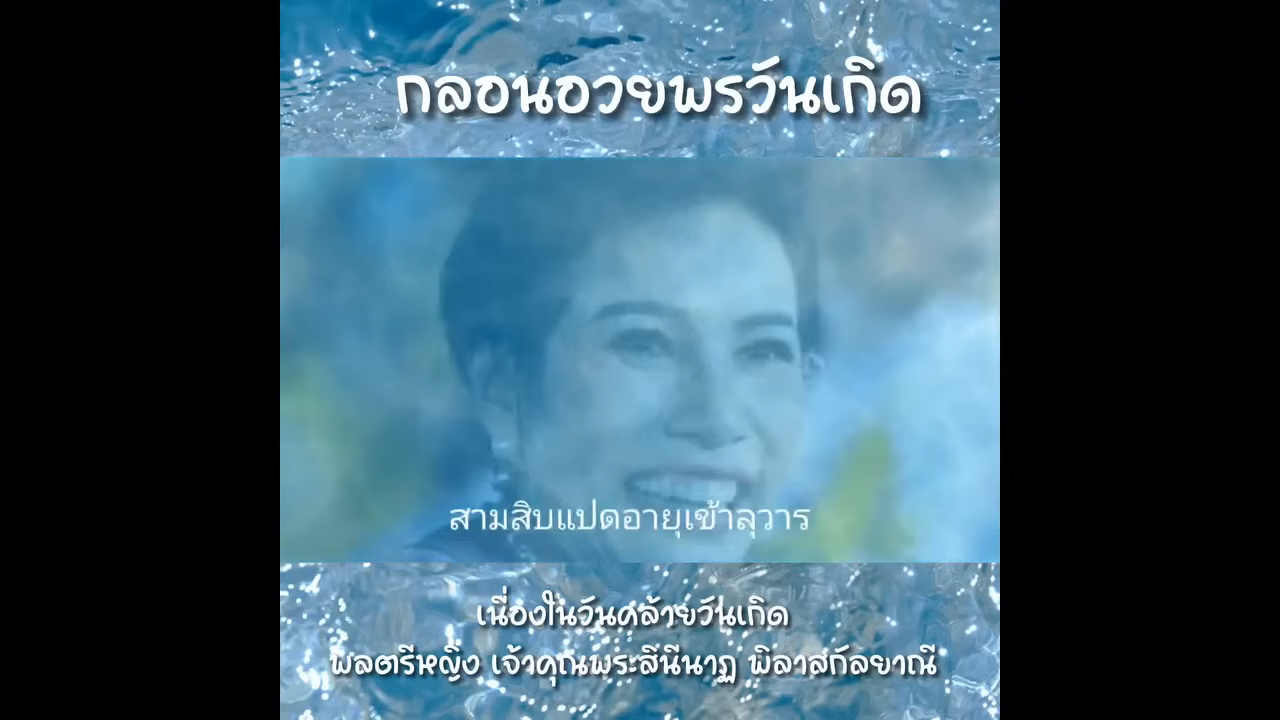 กลอนอวยพรวันเกิด
สามสิบแปดอายุเข้าลุวาร
เนื่องในวันคล้ายวันเกิด
พลตรีหญิง เจ้าคุณพระสีนีนาฏ พิลาสกัลยาณี